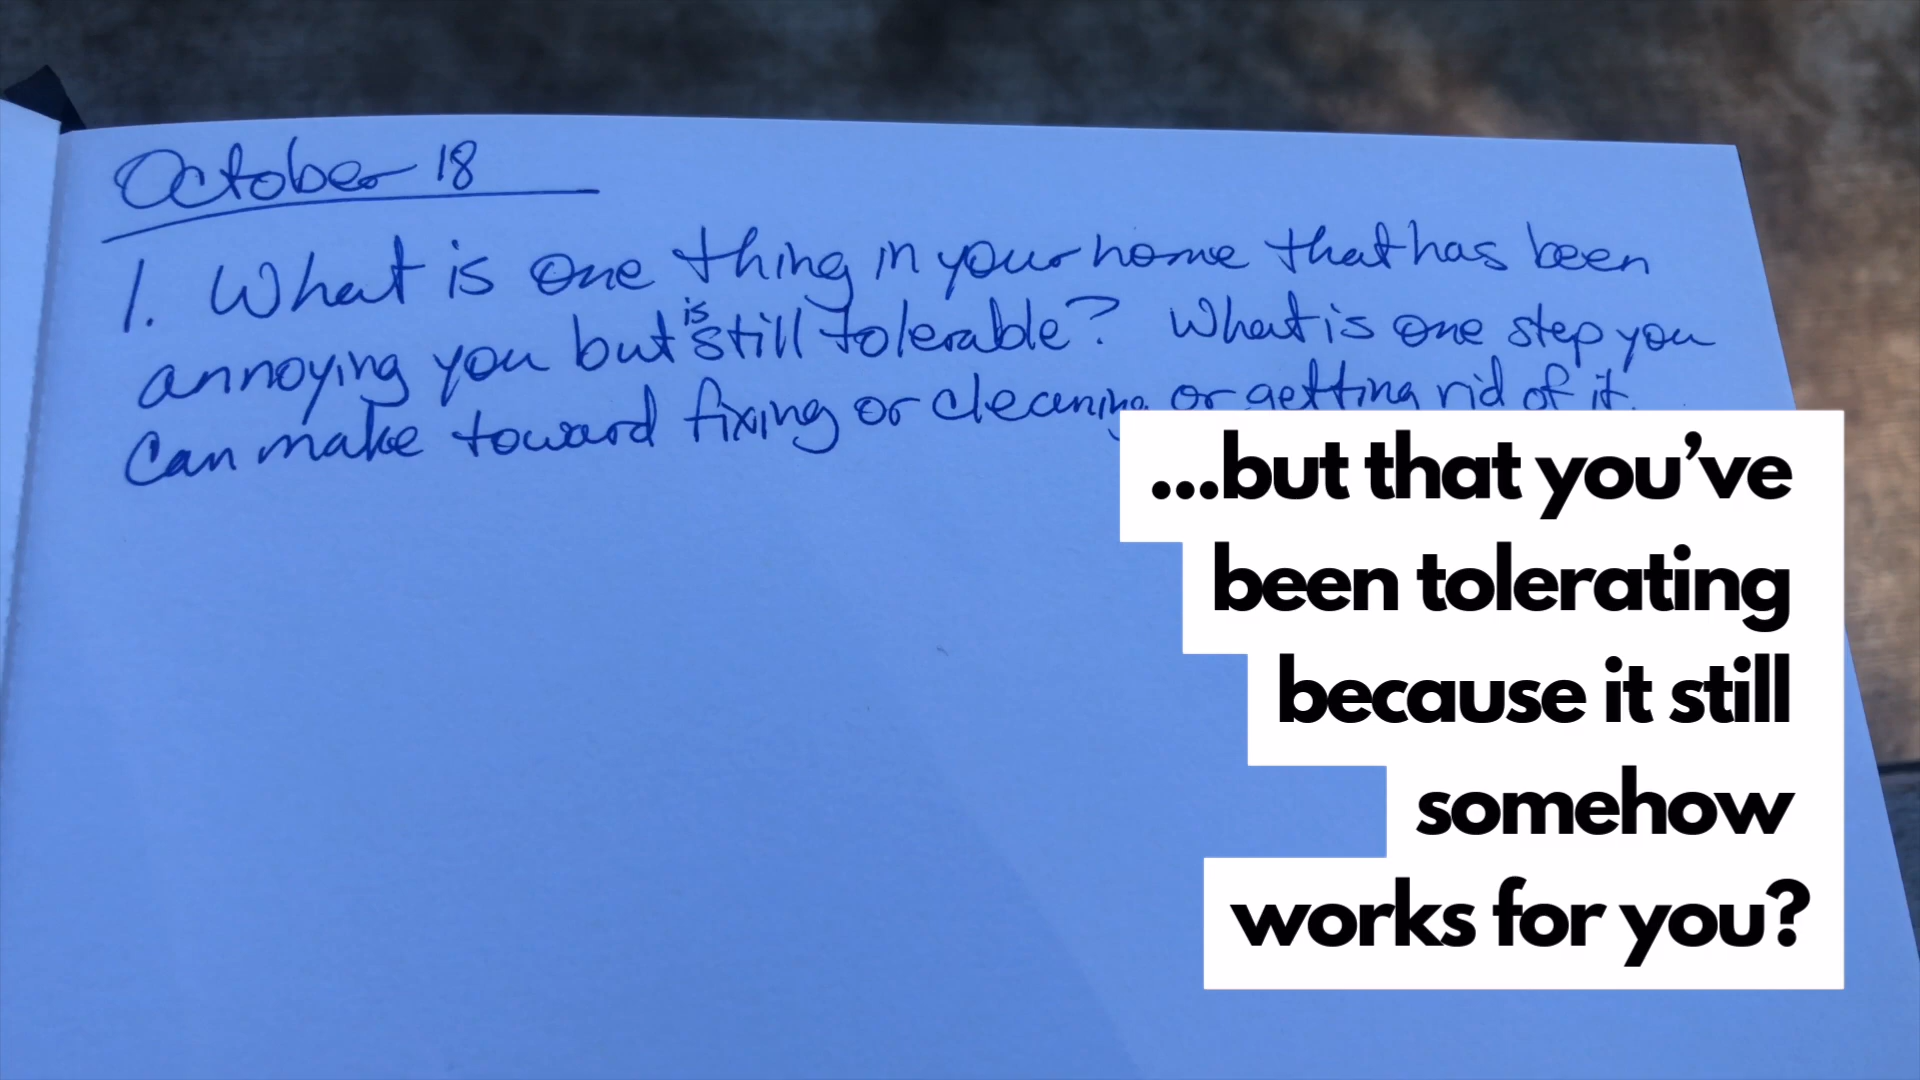 October 18
1. What is one thing in your home that has been
is
annoying you but still tolerable? What is one step you
can make toward fixing or cleaning or getting rid of it.
...but that you’ve
been tolerating
because it still
somehow
works for you?